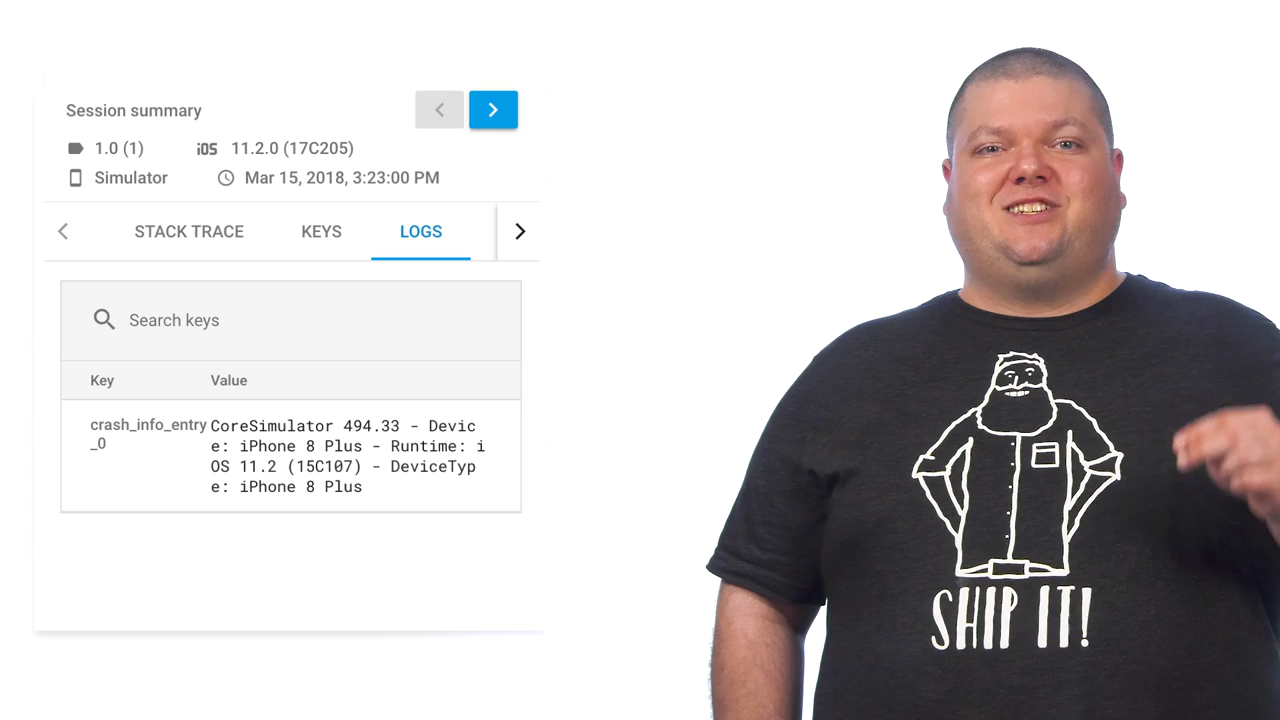 Session summary
1.0 (1)
iOS 11.2.0 (17C205)
Simulator
Mar 15, 2018, 3:23:00 PM
STACK TRACE
KEYS
LOGS
Search keys
Key
Value
crash_info_entry
_0
CoreSimulator 494.33 - Devic
e: iPhone 8 Plus - Runtime: i
OS 11.2 (15C107) - DeviceTyp
e: iPhone 8 Plus
SHIP IT!